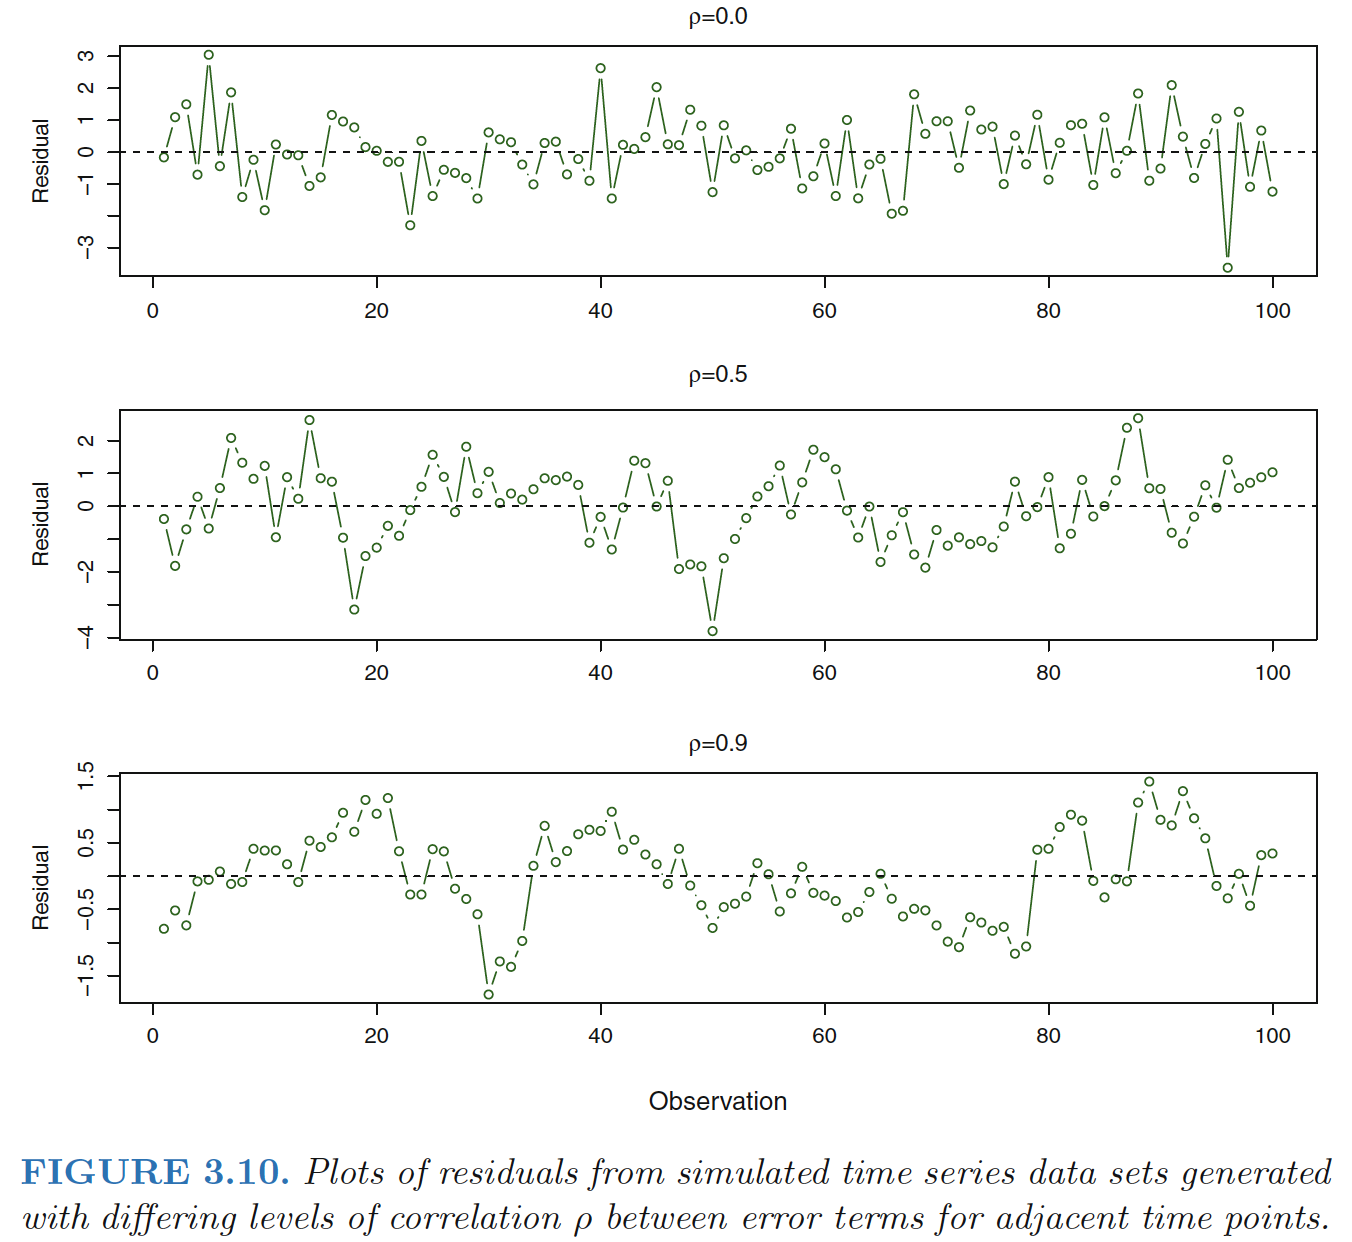 ρ=0.0
3
2
1
0
−1
−3
Residual
0 20 40 60 80 100
ρ=0.5
2
1
0
−2
−4
Residual
0 20 40 60 80 100
ρ=0.9
1.5
0.5
−0.5
−1.5
Residual
0 20 40 60 80 100
Observation
FIGURE 3.10. Plots of residuals from simulated time series data sets generated
with differing levels of correlation ρ between error terms for adjacent time points.